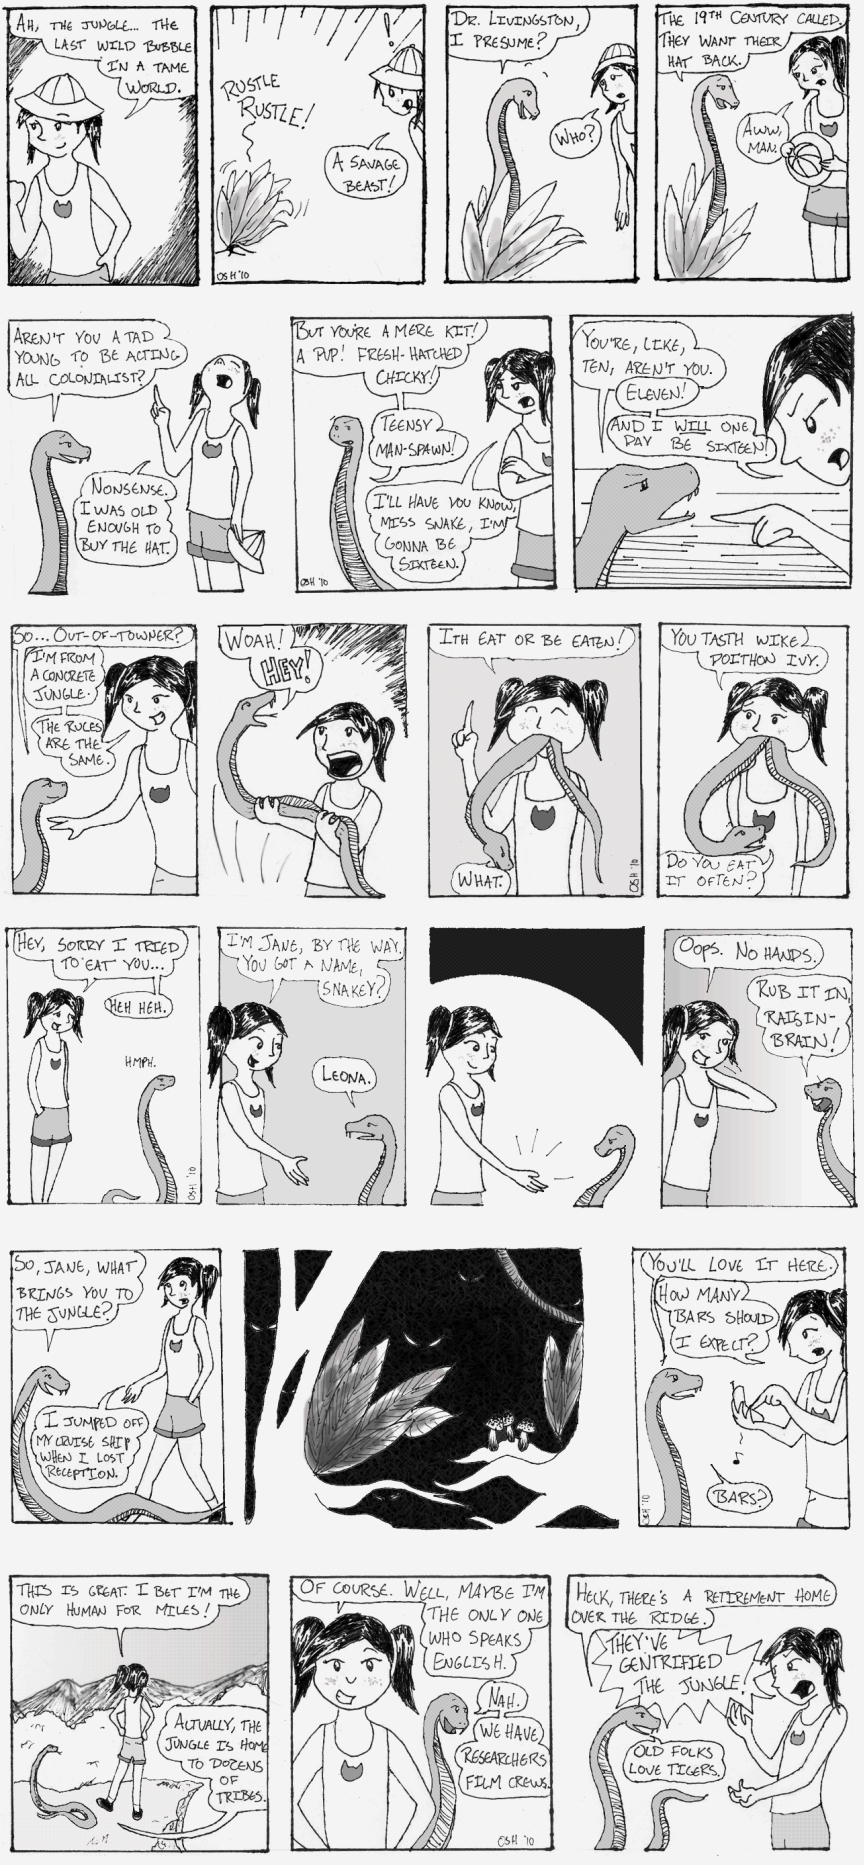 AH, THE JUNGLE... THE
LAST WILD BUBBLE
IN A TAME
WORLD.
!
RUSTLE
RUSTLE!
A SAVAGE
BEAST!
OSH '10
DR. LIVINGSTON,
I PRESUME?
WHO?
THE 19TH CENTURY CALLED.
THEY WANT THEIR
HAT BACK.
AWW,
MAN.
AREN'T YOU A TAD
YOUNG TO BE ACTING
ALL COLONIALIST?
NONSENSE.
I WAS OLD
ENOUGH TO
BUY THE HAT.
BUT YOU'RE A MERE KIT!
A PUP! FRESH-HATCHED
CHICKY!
TEENSY
MAN-SPAWN!
I'LL HAVE YOU KNOW,
MISS SNAKE, I'M
GONNA BE
SIXTEEN.
OSH '10
YOU'RE, LIKE,
TEN, AREN'T YOU.
ELEVEN!
AND I WILL ONE
DAY BE SIXTEEN!
SO... OUT-OF-TOWNER?
I'M FROM
A CONCRETE
JUNGLE.
THE RULES
ARE THE
SAME.
WOAH!
HEY!
ITH EAT OR BE EATEN!
WHAT.
OSH '10
YOU TASTH WIKE
POITHON IVY.
DO YOU EAT
IT OFTEN?
HEY, SORRY I TRIED
TO EAT YOU...
HEH HEH.
HMPH.
OSH '10
I'M JANE, BY THE WAY.
YOU GOT A NAME,
SNAKEY?
LEONA.
OOPS. NO HANDS.
RUB IT IN,
RAISIN-
BRAIN!
SO, JANE, WHAT
BRINGS YOU TO
THE JUNGLE?
I JUMPED OFF
MY CRUISE SHIP
WHEN I LOST
RECEPTION.
YOU'LL LOVE IT HERE.
HOW MANY
BARS SHOULD
I EXPECT?
BARS?
OSH '10
THIS IS GREAT. I BET I'M THE
ONLY HUMAN FOR MILES!
ACTUALLY, THE
JUNGLE IS HOME
TO DOZENS
OF
TRIBES.
OF COURSE. WELL, MAYBE I'M
THE ONLY ONE
WHO SPEAKS
ENGLISH.
NAH.
WE HAVE
RESEARCHERS
FILM CREWS.
OSH '10
HECK, THERE'S A RETIREMENT HOME
OVER THE RIDGE.
THEY'VE
GENTRIFIED
THE JUNGLE!
OLD FOLKS
LOVE TIGERS.